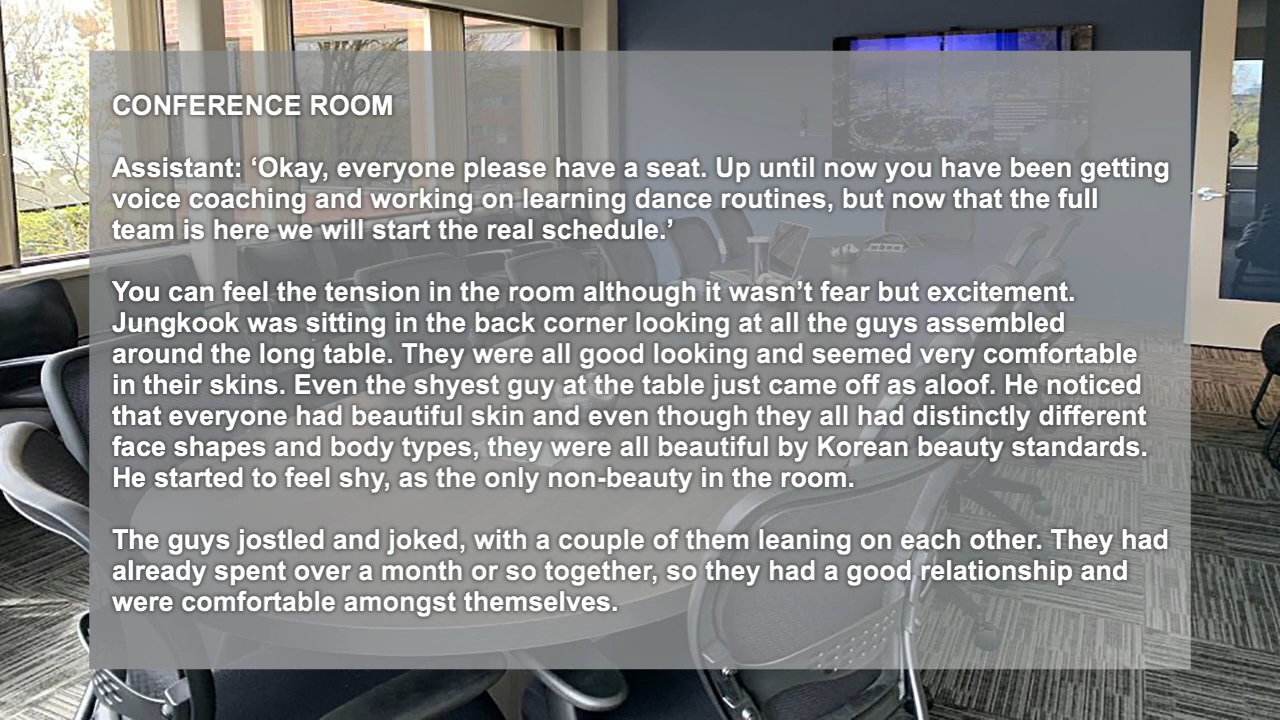 CONFERENCE ROOM
Assistant: ‘Okay, everyone please have a seat. Up until now you have been getting
voice coaching and working on learning dance routines, but now that the full
team is here we will start the real schedule.’
You can feel the tension in the room although it wasn’t fear but excitement.
Jungkook was sitting in the back corner looking at all the guys assembled
around the long table. They were all good looking and seemed very comfortable
in their skins. Even the shyest guy at the table just came off as aloof. He noticed
that everyone had beautiful skin and even though they all had distinctly different
face shapes and body types, they were all beautiful by Korean beauty standards.
He started to feel shy, as the only non-beauty in the room.
The guys jostled and joked, with a couple of them leaning on each other. They had
already spent over a month or so together, so they had a good relationship and
were comfortable amongst themselves.